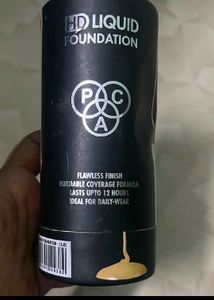 HD LIQUID
FOUNDATION
P C
A
FLAWLESS FINISH
BUILDABLE COVERAGE FORMULA
LASTS UPTO 12 HOURS
IDEAL FOR DAILY-WEAR